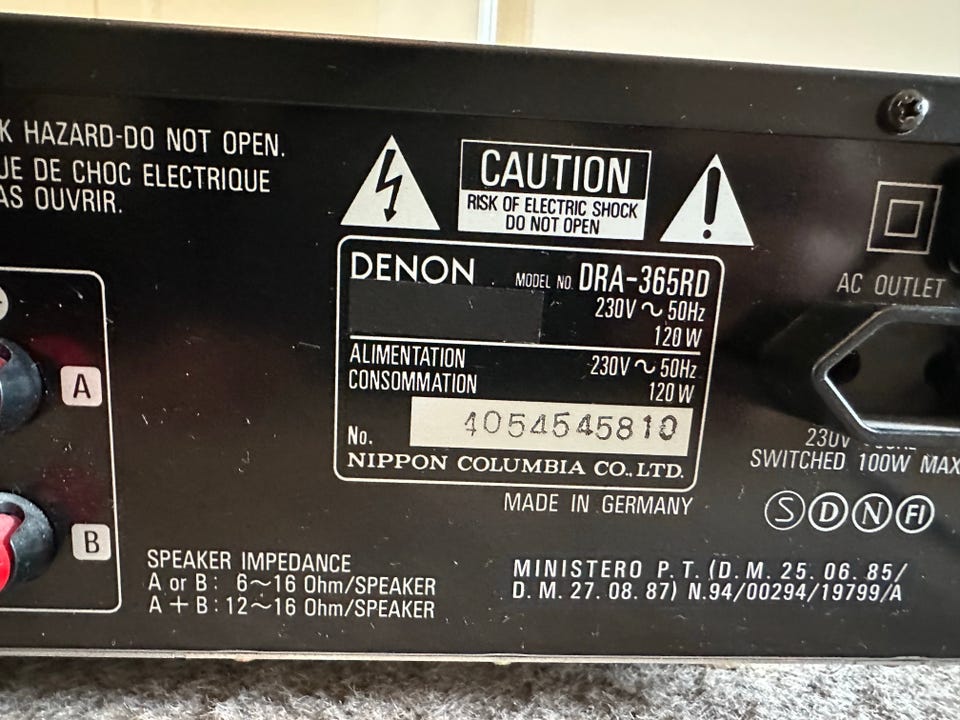 K HAZARD-DO NOT OPEN.
UE DE CHOC ELECTRIQUE
AS OUVRIR.
CAUTION
RISK OF ELECTRIC SHOCK
DO NOT OPEN
DENON MODEL NO. DRA-365RD
230V ~ 50Hz
120W
ALIMENTATION 230V ~ 50Hz
CONSOMMATION 120W
No. 4054545810
NIPPON COLUMBIA CO., LTD.
MADE IN GERMANY
AC OUTLET
230V
SWITCHED 100W MAX
S D N FI
A
B
SPEAKER IMPEDANCE
A or B: 6~16 Ohm/SPEAKER
A + B: 12~16 Ohm/SPEAKER
MINISTERO P. T. (D. M. 25. 06. 85/
D. M. 27. 08. 87) N.94/00294/19799/A